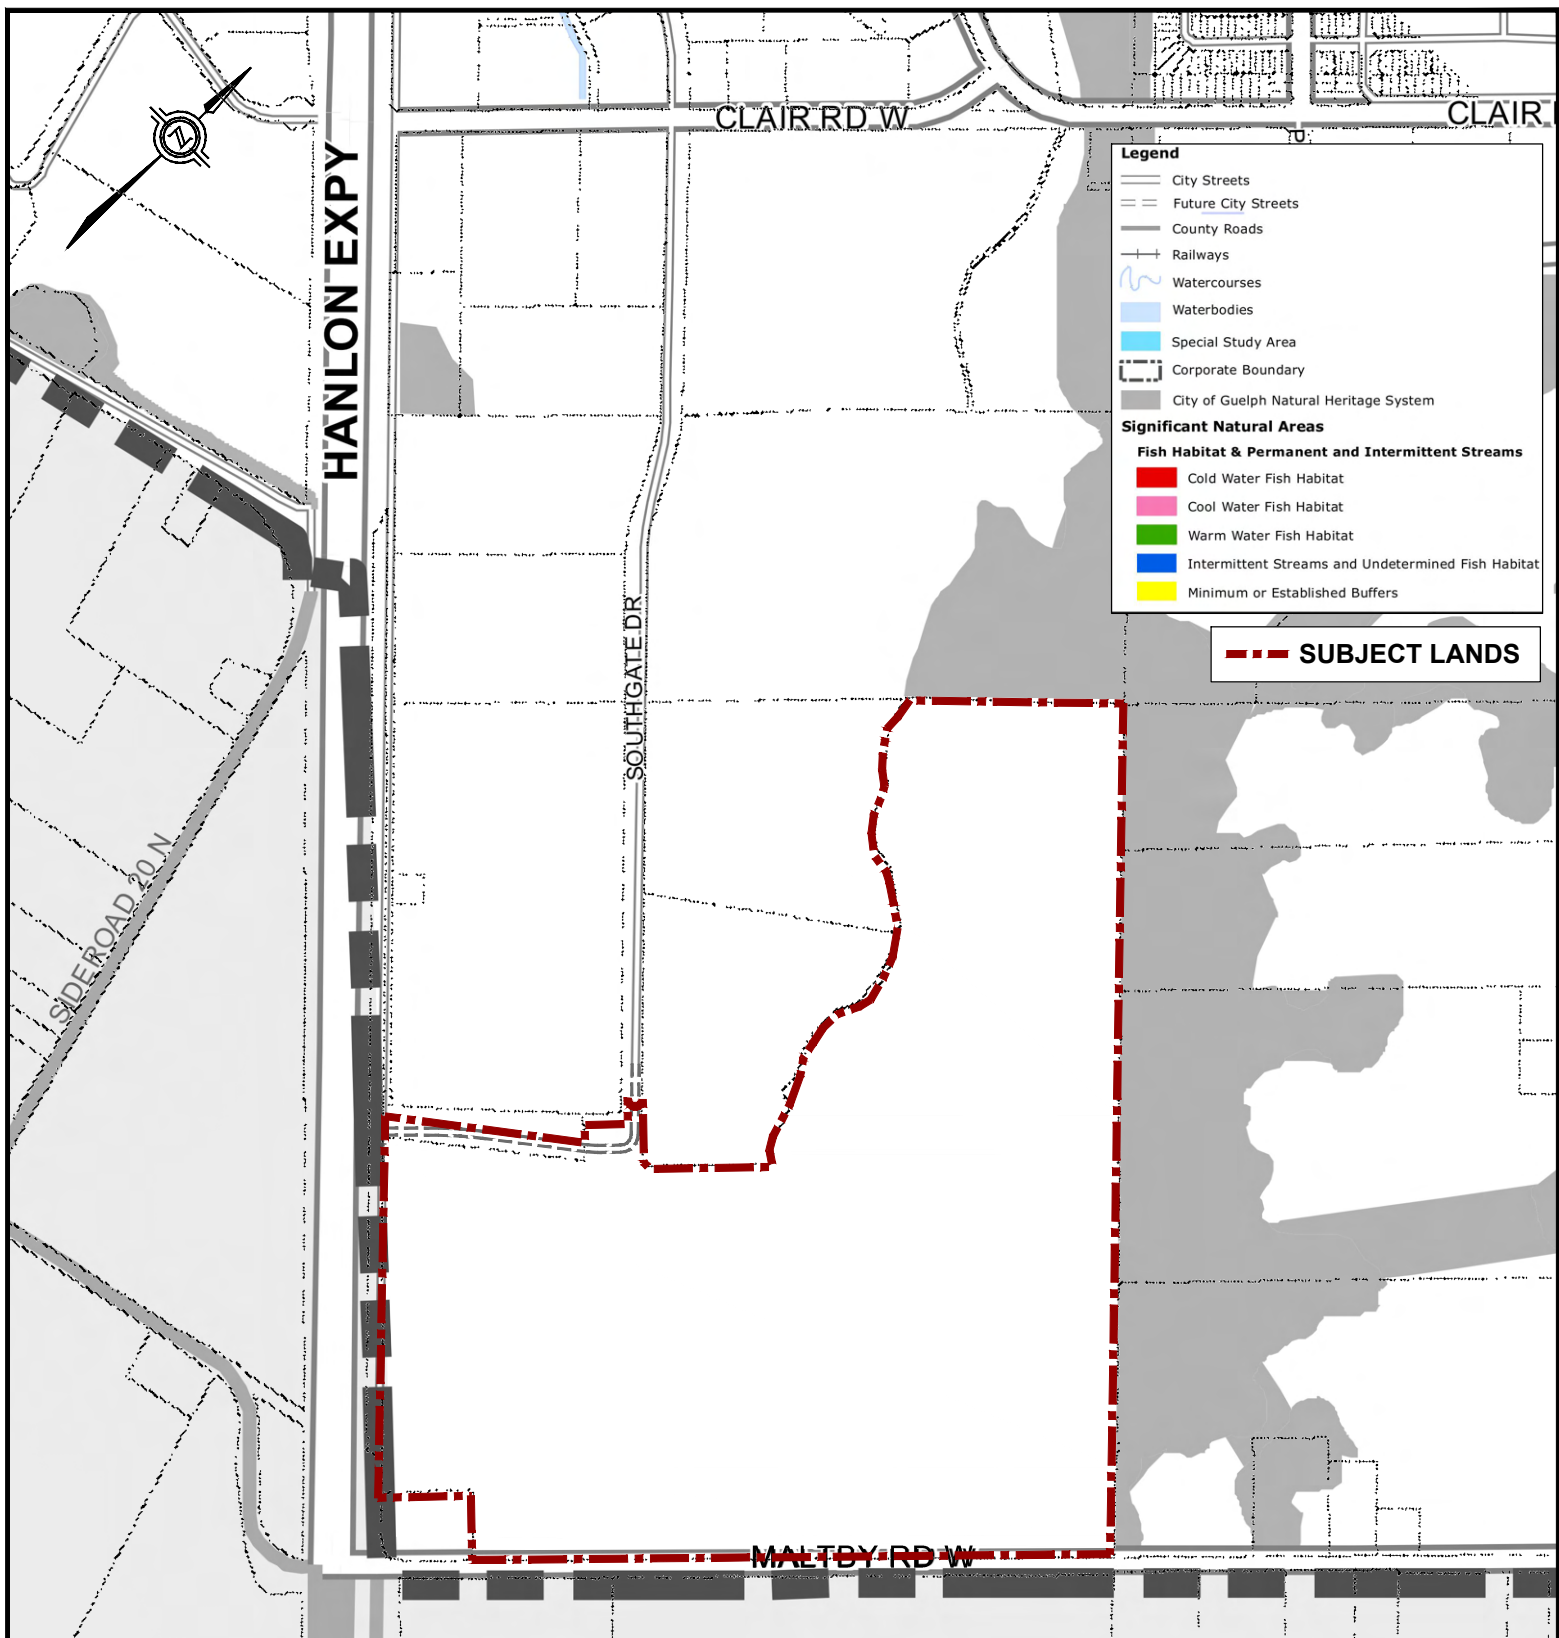 CLAIR RD W
CLAIR
P
Z
HANLON EXPY
Legend
City Streets
Future City Streets
County Roads
Railways
Watercourses
Waterbodies
Special Study Area
Corporate Boundary
City of Guelph Natural Heritage System
Significant Natural Areas
Fish Habitat & Permanent and Intermittent Streams
Cold Water Fish Habitat
Cool Water Fish Habitat
Warm Water Fish Habitat
Intermittent Streams and Undetermined Fish Habitat
Minimum or Established Buffers
SUBJECT LANDS
SOUTHGATE DR
SIDEROAD 20 N
MALTBY RD W